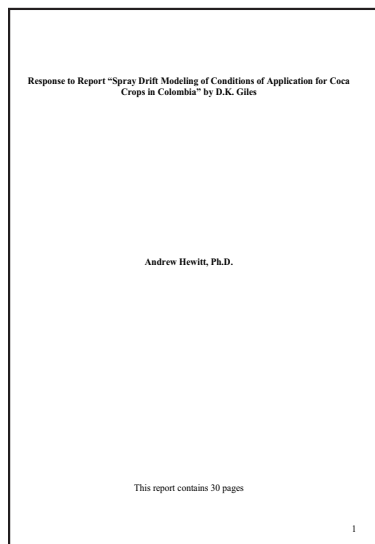 Response to Report “Spray Drift Modeling of Conditions of Application for Coca
Crops in Colombia” by D.K. Giles
Andrew Hewitt, Ph.D.
This report contains 30 pages
1